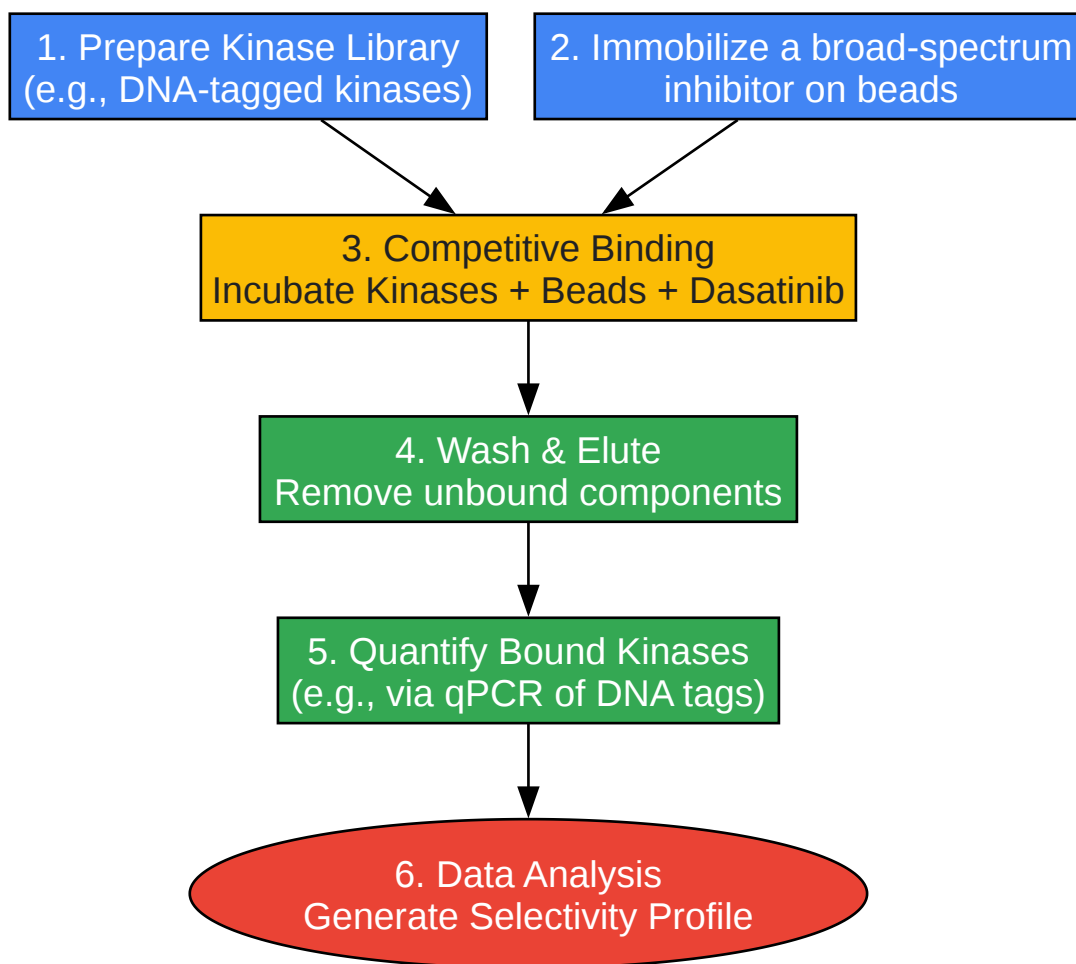 1. Prepare Kinase Library
(e.g., DNA-tagged kinases)
2. Immobilize a broad-spectrum
inhibitor on beads
3. Competitive Binding
Incubate Kinases + Beads + Dasatinib
4. Wash & Elute
Remove unbound components
5. Quantify Bound Kinases
(e.g., via qPCR of DNA tags)
6. Data Analysis
Generate Selectivity Profile